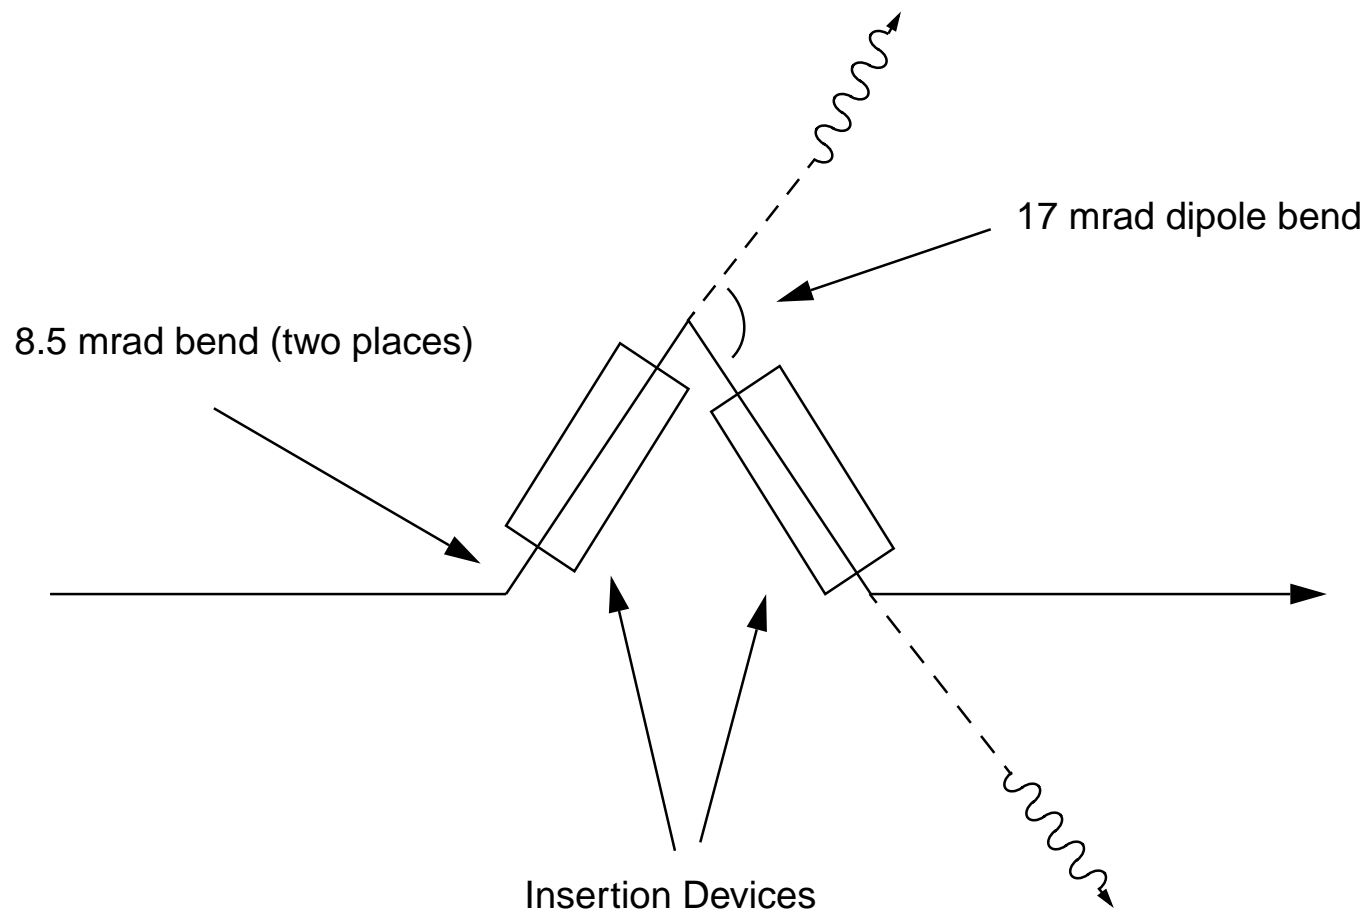 17 mrad dipole bend
8.5 mrad bend (two places)
Insertion Devices